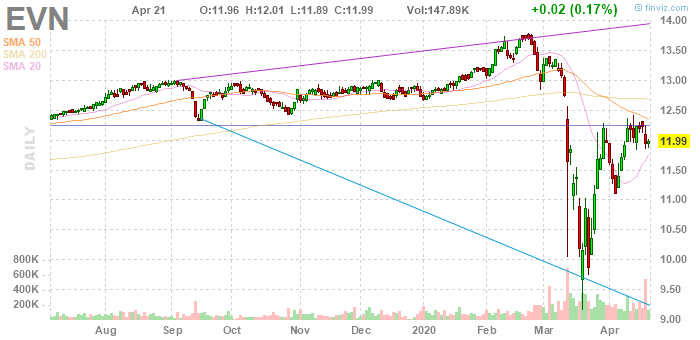 EVN
Apr 21 O:11.96 H:12.01 L:11.89 C:11.99 Vol:147.89K +0.02 (0.17%)
© finviz.com
SMA 50
SMA 200
SMA 20
DAILY
14.00
13.50
13.00
12.50
12.00
11.99
11.50
11.00
10.50
10.00
9.50
9.00
800K
600K
400K
200K
Aug Sep Oct Nov Dec 2020 Feb Mar Apr